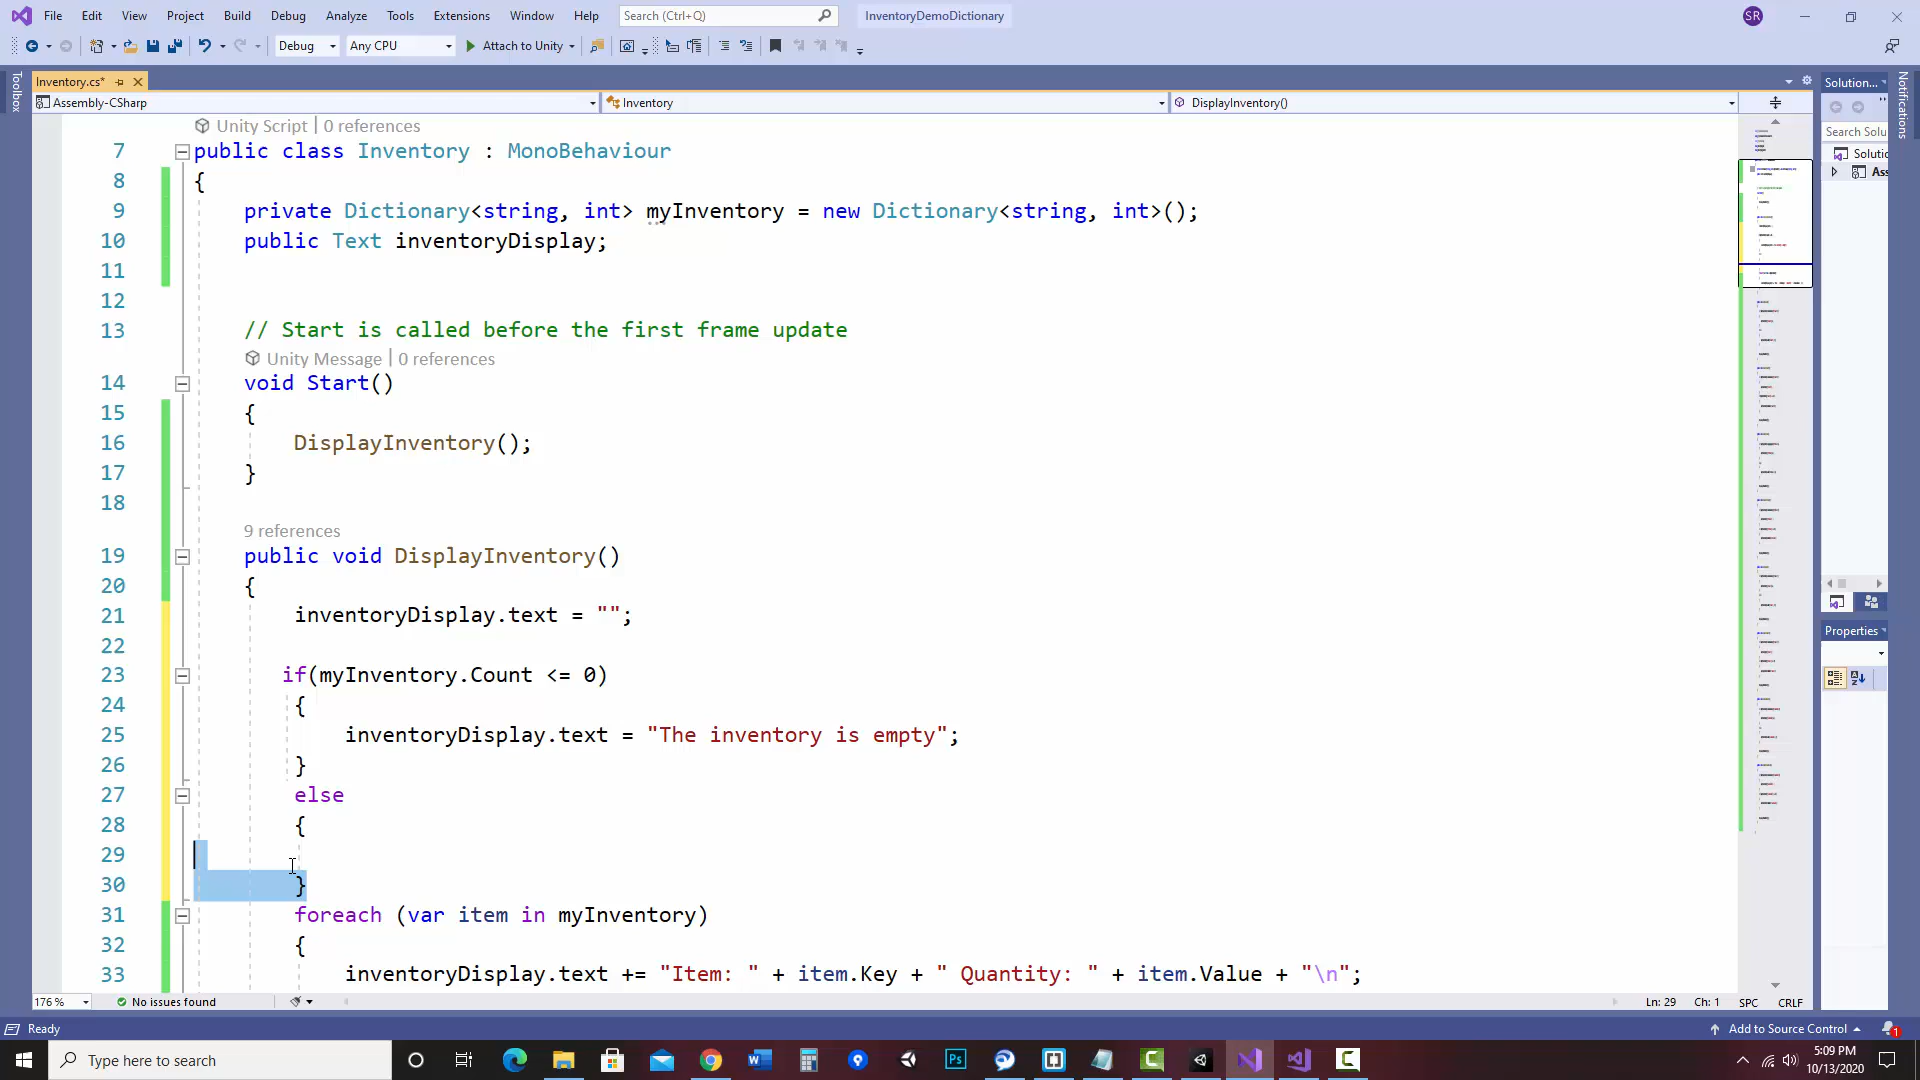 File Edit View Project Build Debug Analyze Tools Extensions Window Help Search (Ctrl+Q) InventoryDemoDictionary SR
Debug Any CPU Attach to Unity
Toolbox
Inventory.cs*
Assembly-CSharp Inventory DisplayInventory()
Unity Script | 0 references
7 public class Inventory : MonoBehaviour
8 {
9 private Dictionary<string, int> myInventory = new Dictionary<string, int>();
10 public Text inventoryDisplay;
11
12
13 // Start is called before the first frame update
Unity Message | 0 references
14 void Start()
15 {
16 DisplayInventory();
17 }
18
9 references
19 public void DisplayInventory()
20 {
21 inventoryDisplay.text = "";
22
23 if(myInventory.Count <= 0)
24 {
25 inventoryDisplay.text = "The inventory is empty";
26 }
27 else
28 {
29
30 }
31 foreach (var item in myInventory)
32 {
33 inventoryDisplay.text += "Item: " + item.Key + " Quantity: " + item.Value + "\n";
176 % No issues found Ln: 29 Ch: 1 SPC CRLF
Solution...
Search Solu
Solutio
Ass
Properties
Notifications
Ready Add to Source Control 1
Type here to search
Ps
5:09 PM
10/13/2020